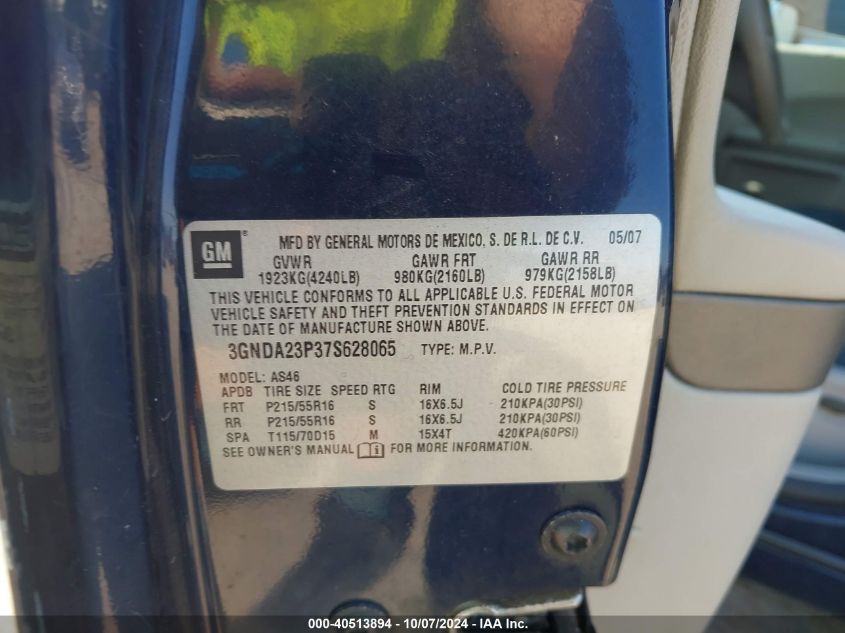 GM ® MFD BY GENERAL MOTORS DE MEXICO, S. DE R.L. DE C.V. 05/07
GVWR GAWR FRT GAWR RR
1923KG(4240LB) 980KG(2160LB) 979KG(2158LB)
THIS VEHICLE CONFORMS TO ALL APPLICABLE U.S. FEDERAL MOTOR
VEHICLE SAFETY AND THEFT PREVENTION STANDARDS IN EFFECT ON
THE DATE OF MANUFACTURE SHOWN ABOVE.
3GNDA23P37S628065 TYPE: M.P.V.
MODEL: AS46
APDB TIRE SIZE SPEED RTG RIM COLD TIRE PRESSURE
FRT P215/55R16 S 16X6.5J 210KPA(30PSI)
RR P215/55R16 S 16X6.5J 210KPA(30PSI)
SPA T115/70D15 M 15X4T 420KPA(60PSI)
SEE OWNER'S MANUAL FOR MORE INFORMATION.
000-40513894 - 10/07/2024 - IAAI.com